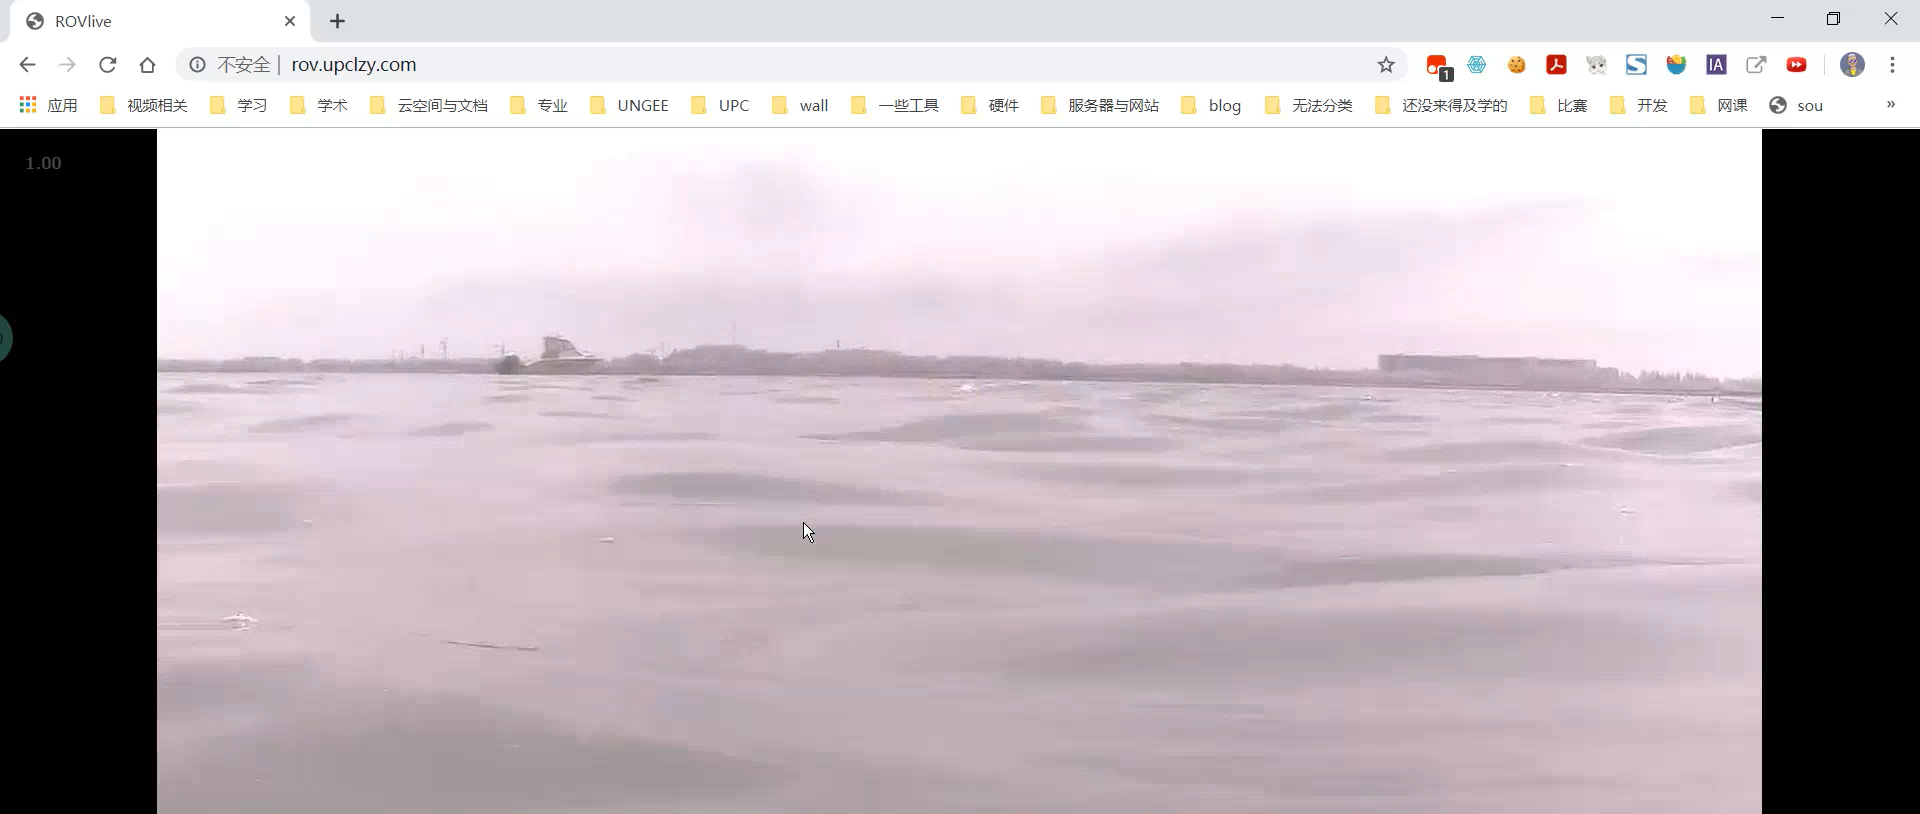 ROVlive
不安全 | rov.upclzy.com
1
IA
应用 视频相关 学习 学术 云空间与文档 专业 UNGEE UPC wall 一些工具 硬件 服务器与网站 blog 无法分类 还没来得及学的 比赛 开发 网课 sou »
1.00